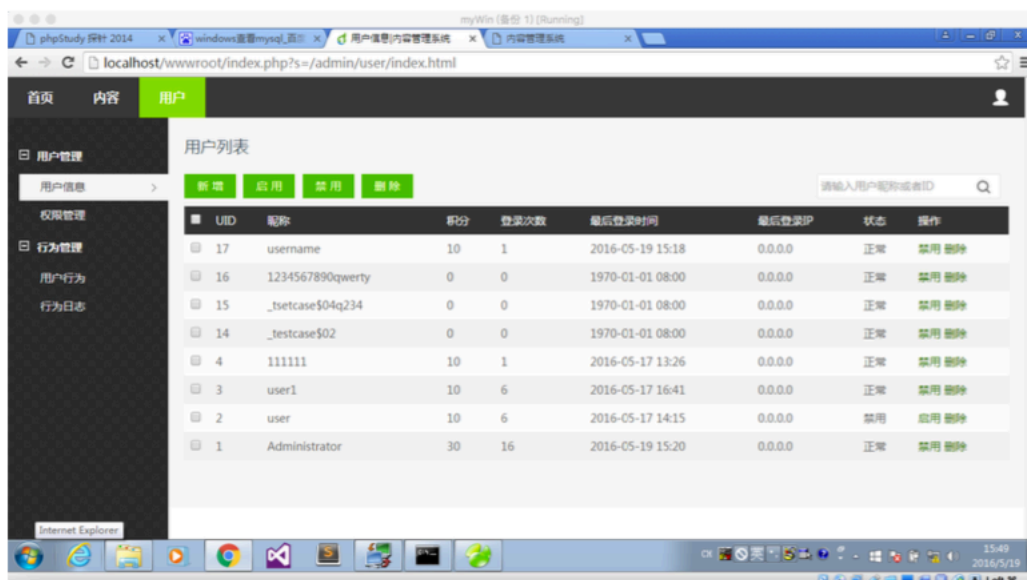 myWin (备份 1) [Running]
phpStudy 探针 2014
windows查看mysql_百
用户信息|内容管理系统
内容管理系统
localhost/wwwroot/index.php?s=/admin/user/index.html
首页 内容 用户
用户管理
用户信息
权限管理
行为管理
用户行为
行为日志
用户列表
新增 启用 禁用 删除
请输入用户昵称或者ID
UID 昵称 积分 登录次数 最后登录时间 最后登录IP 状态 操作
17 username 10 1 2016-05-19 15:18 0.0.0.0 正常 禁用 删除
16 1234567890qwerty 0 0 1970-01-01 08:00 0.0.0.0 正常 禁用 删除
15 _tsetcase$04q234 0 0 1970-01-01 08:00 0.0.0.0 正常 禁用 删除
14 _testcase$02 0 0 1970-01-01 08:00 0.0.0.0 正常 禁用 删除
4 111111 10 1 2016-05-17 13:26 0.0.0.0 正常 禁用 删除
3 user1 10 6 2016-05-17 16:41 0.0.0.0 正常 禁用 删除
2 user 10 6 2016-05-17 14:15 0.0.0.0 禁用 启用 删除
1 Administrator 30 16 2016-05-19 15:20 0.0.0.0 正常 禁用 删除
Internet Explorer
英
15:49
2016/5/19